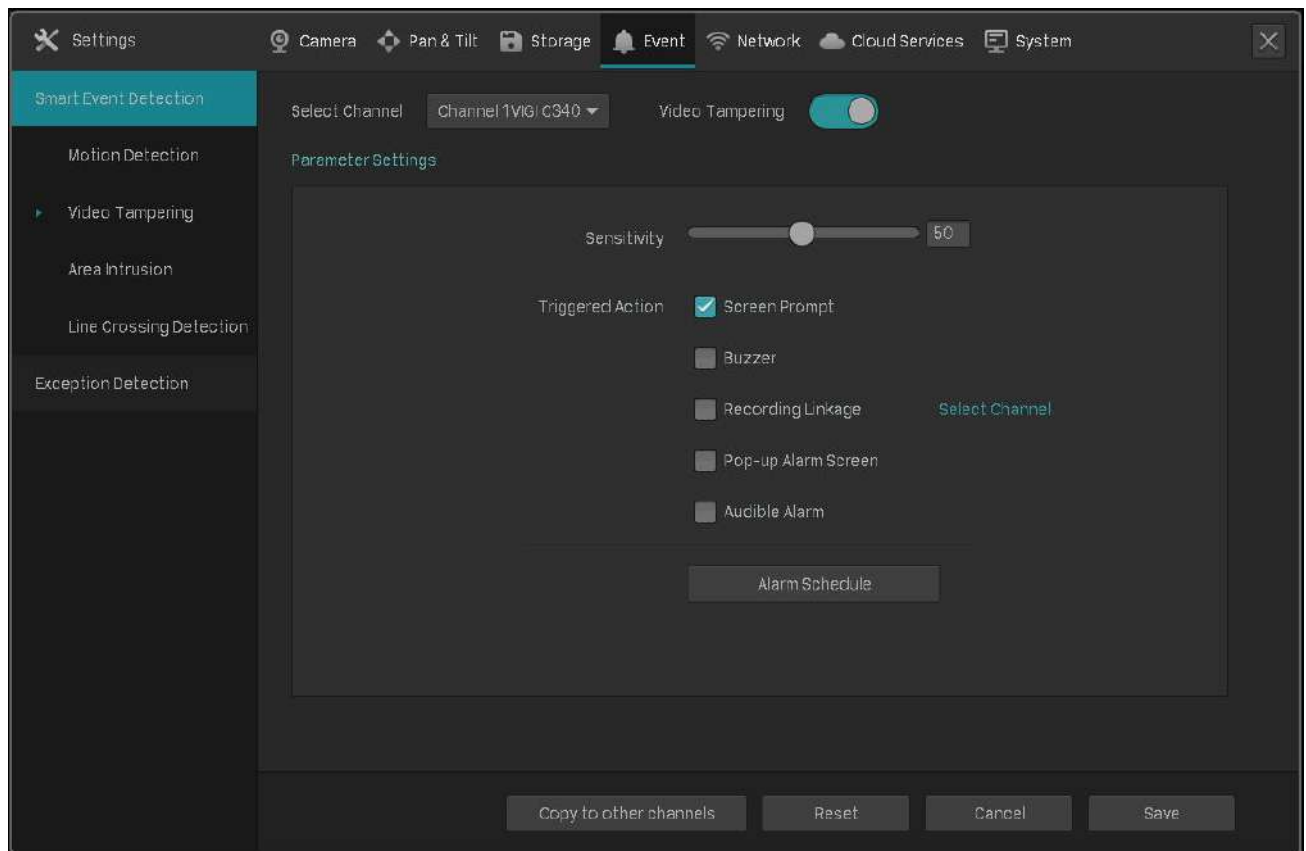 Settings
Camera Pan & Tilt Storage Event Network Cloud Services System
Smart Event Detection
Select Channel Channel 1 VIGI C340 Video Tampering
Motion Detection
Parameter Settings
Video Tampering
Sensitivity 50
Area Intrusion
Triggered Action Screen Prompt
Line Crossing Detection
Buzzer
Exception Detection
Recording Linkage Select Channel
Pop-up Alarm Screen
Audible Alarm
Alarm Schedule
Copy to other channels Reset Cancel Save